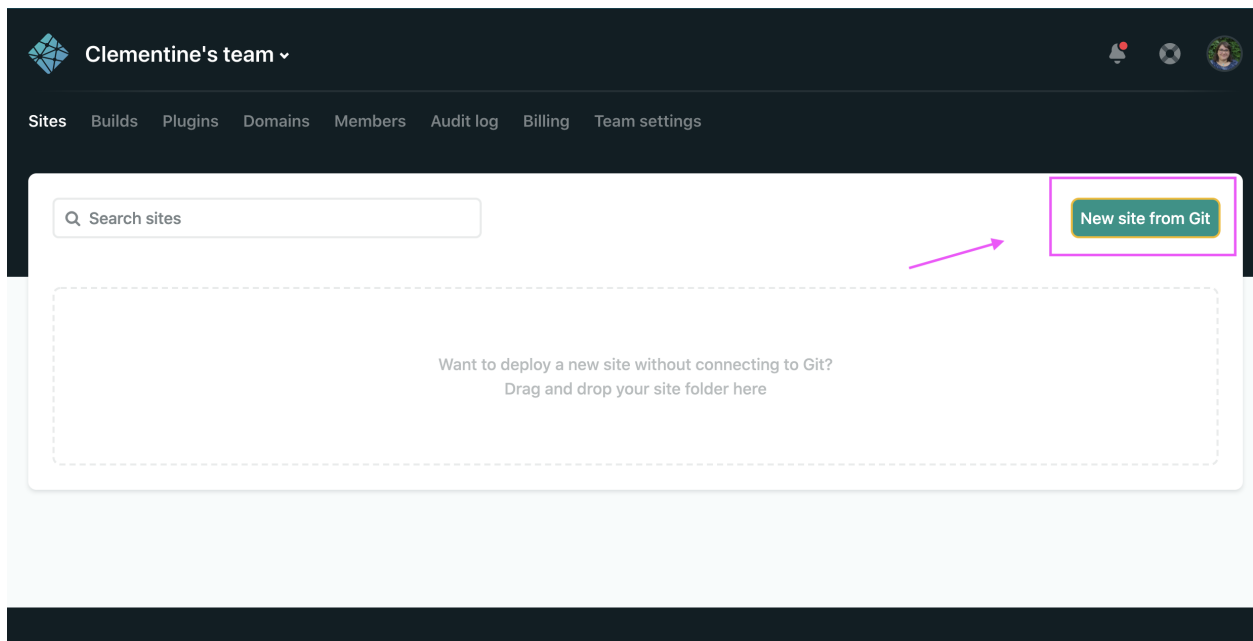 Clementine's team
Sites Builds Plugins Domains Members Audit log Billing Team settings
Search sites
New site from Git
Want to deploy a new site without connecting to Git?
Drag and drop your site folder here